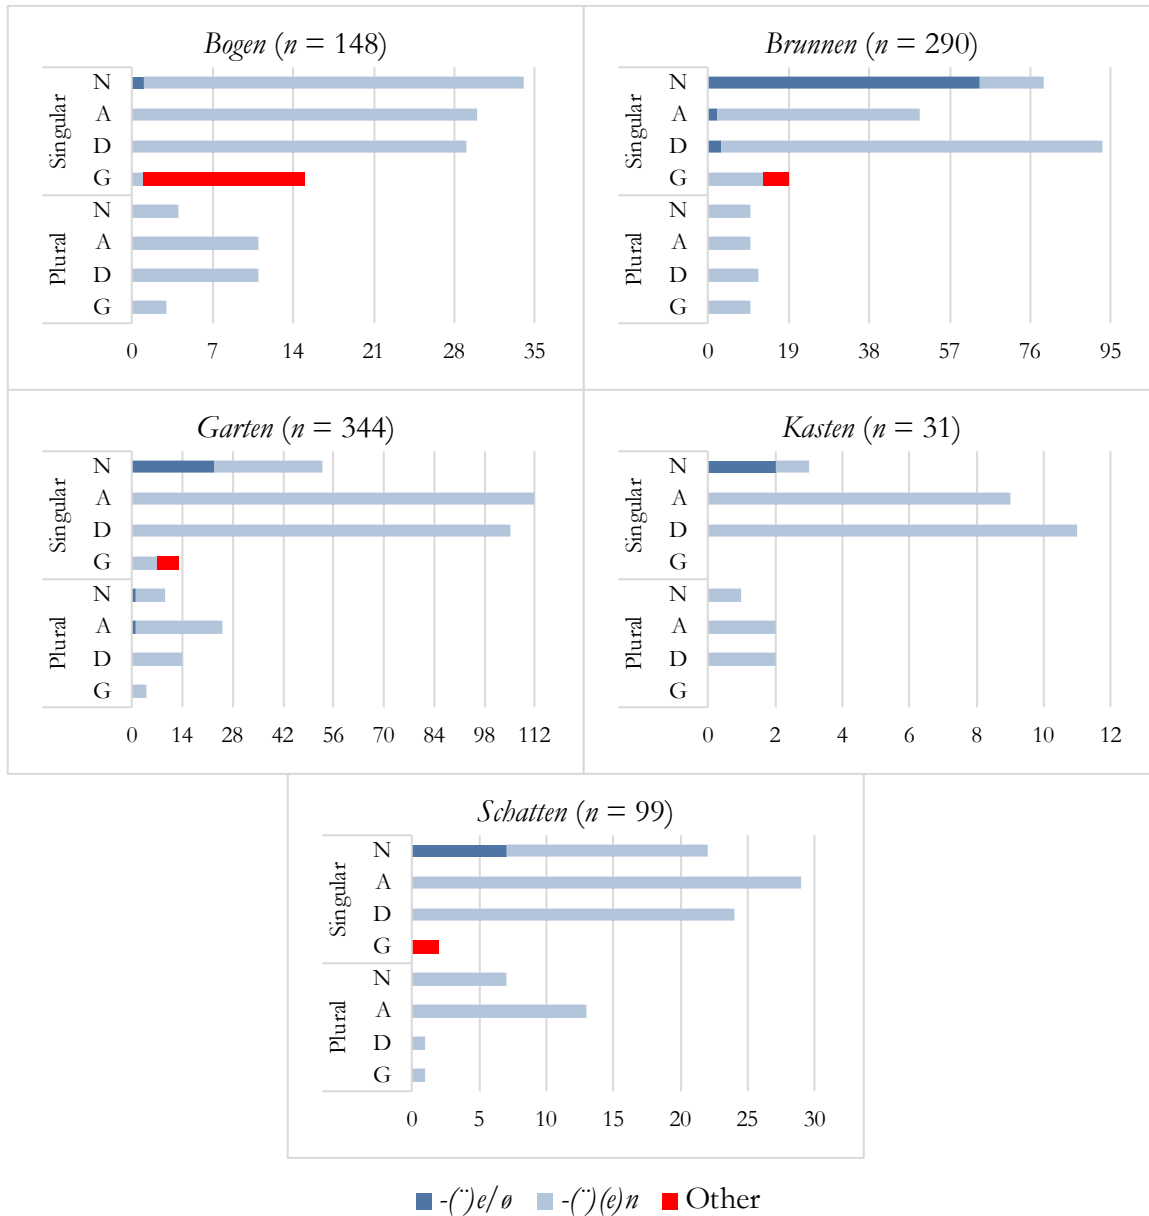 Bogen (n = 148)
Singular
N
A
D
G
Plural
N
A
D
G
0 7 14 21 28 35
Brunnen (n = 290)
Singular
N
A
D
G
Plural
N
A
D
G
0 19 38 57 76 95
Garten (n = 344)
Singular
N
A
D
G
Plural
N
A
D
G
0 14 28 42 56 70 84 98 112
Kasten (n = 31)
Singular
N
A
D
G
Plural
N
A
D
G
0 2 4 6 8 10 12
Schatten (n = 99)
Singular
N
A
D
G
Plural
N
A
D
G
0 5 10 15 20 25 30
-(¨)e/ø -(¨)(e)n Other